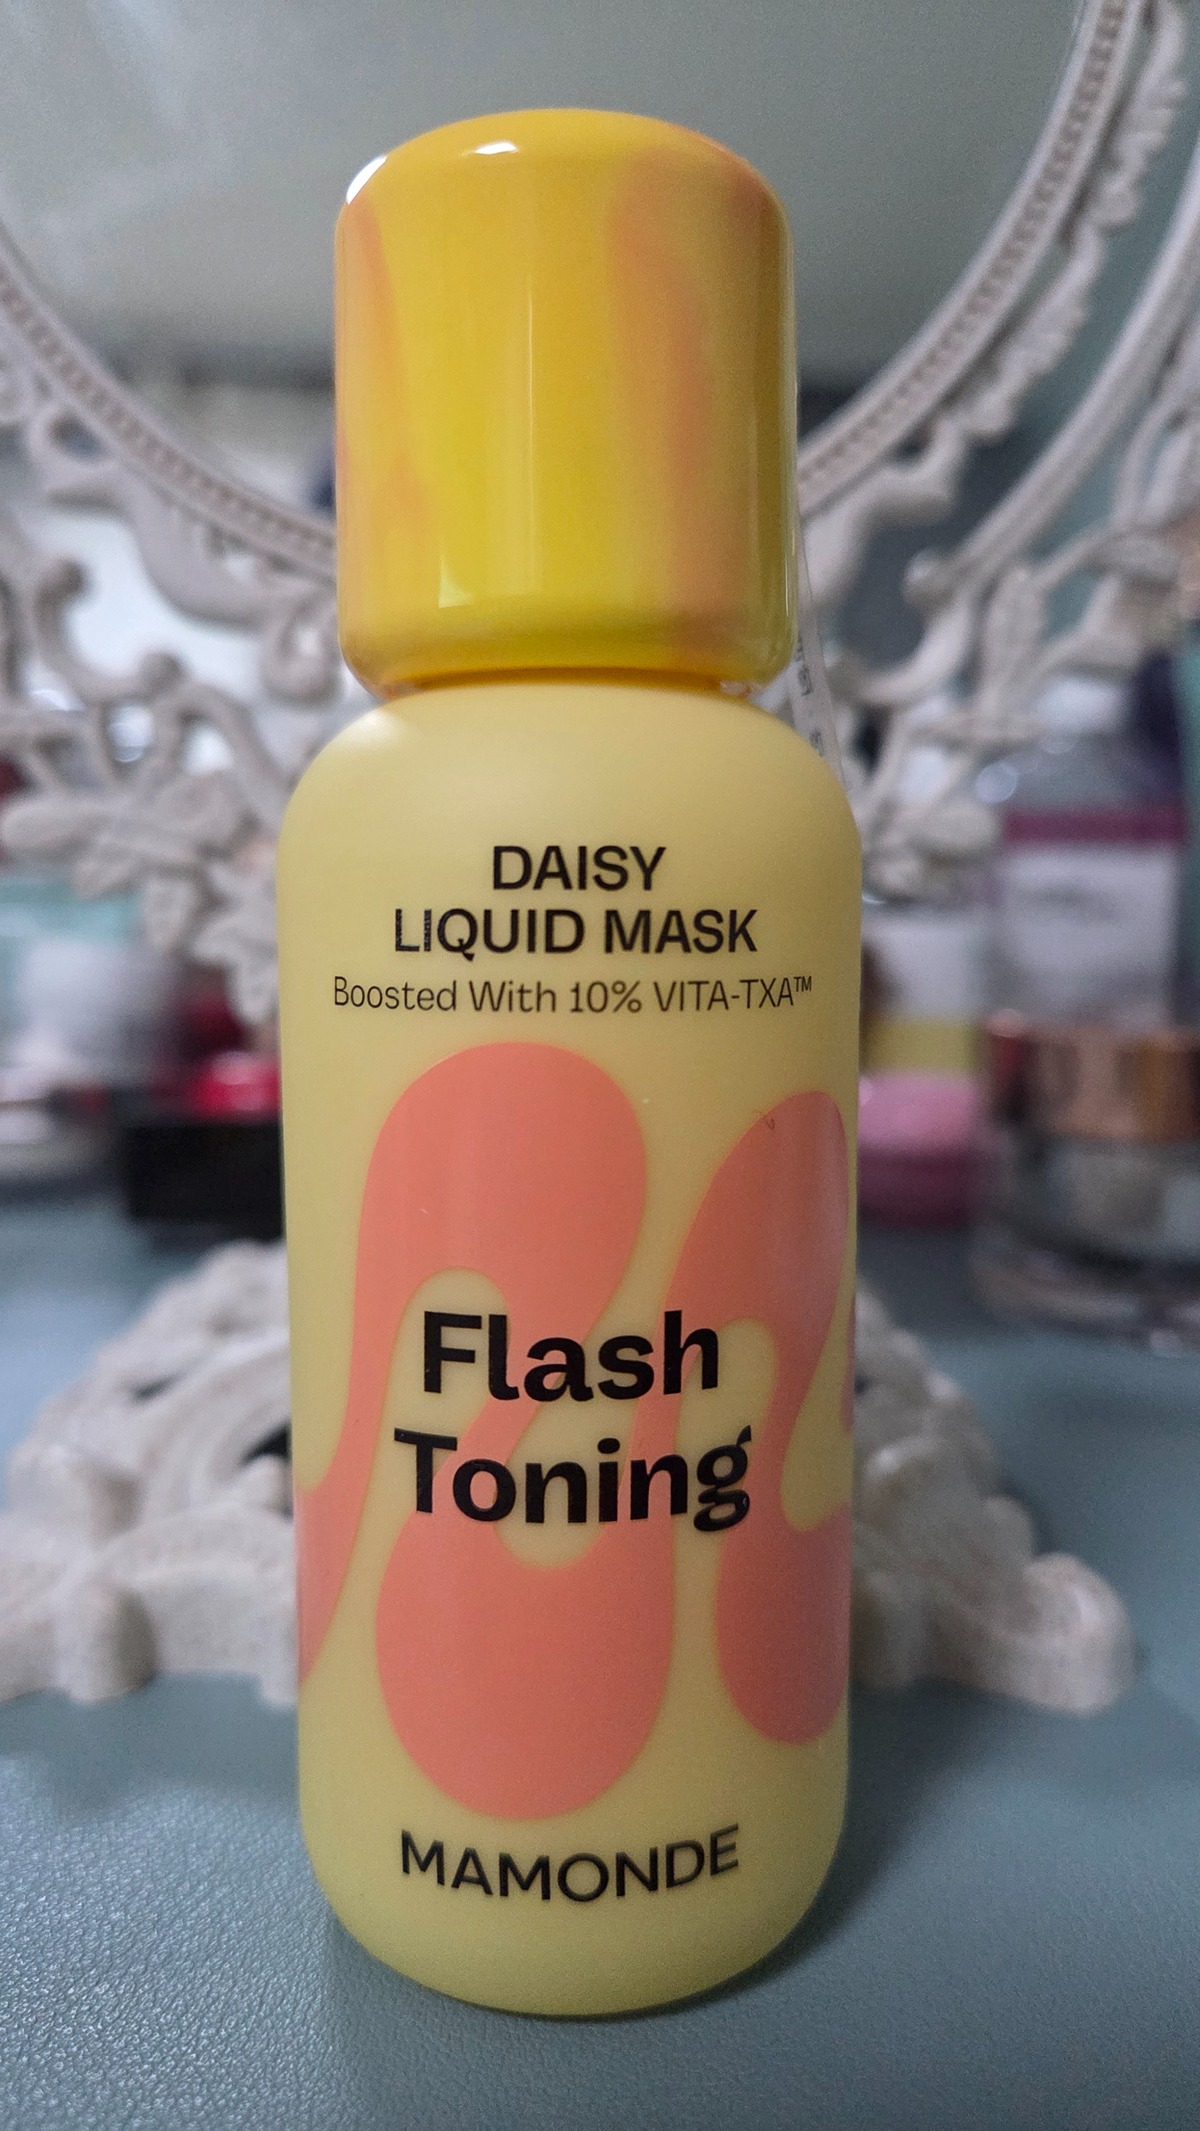 DAISY
LIQUID MASK
Boosted With 10% VITA-TXA™
Flash
Toning
MAMONDE